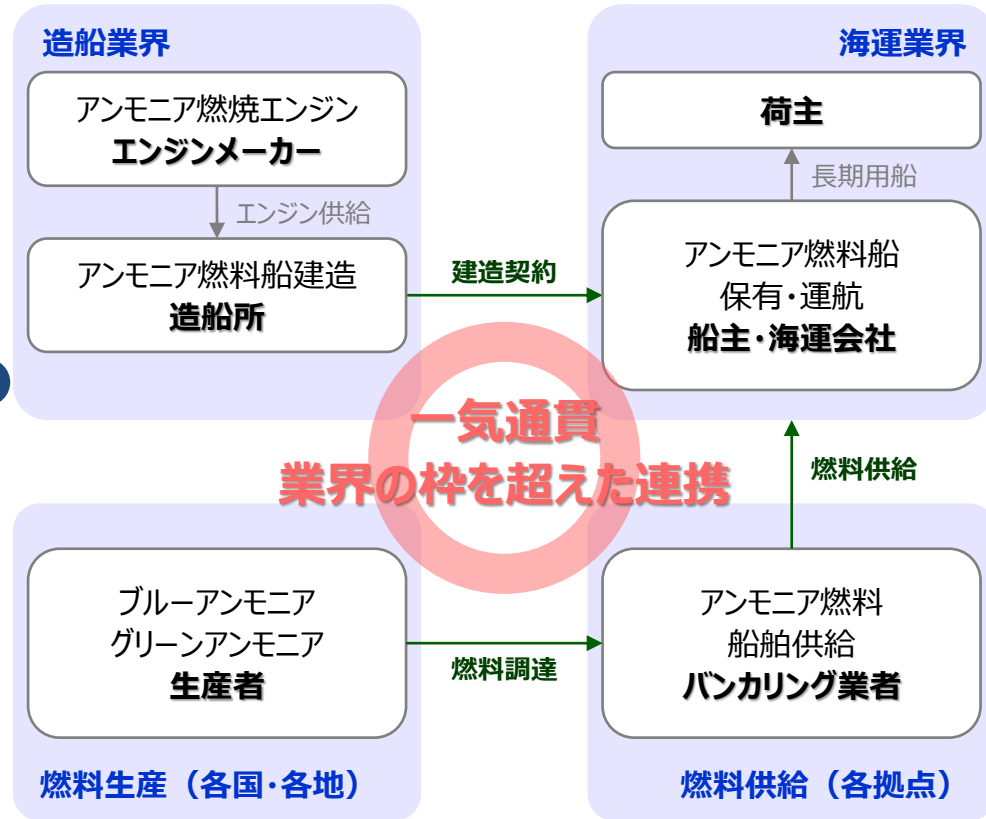 造船業界
アンモニア燃焼エンジン
エンジンメーカー
エンジン供給
アンモニア燃料船建造
造船所
建造契約
海運業界
荷主
長期用船
アンモニア燃料船
保有・運航
船主・海運会社
一気通貫
業界の枠を超えた連携
燃料供給
ブルーアンモニア
グリーンアンモニア
生産者
燃料調達
アンモニア燃料
船舶供給
バンカリング業者
燃料生産（各国・各地）
燃料供給（各拠点）